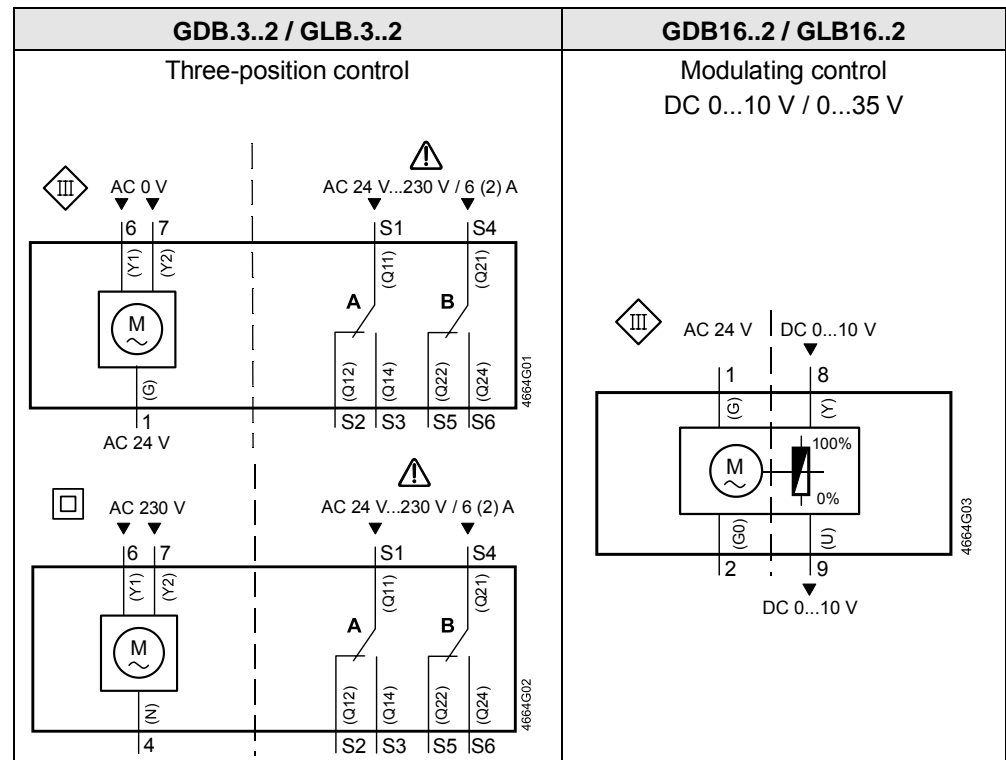 GDB.3..2 / GLB.3..2
GDB16..2 / GLB16..2
Three-position control
Modulating control
DC 0...10 V / 0...35 V
III
AC 0 V
AC 24 V...230 V / 6 (2) A
6 7
S1
S4
(Y1)
(Y2)
(Q11)
(Q21)
A
B
M
(Q12)
(Q14)
(Q22)
(Q24)
(G)
1
S2 S3
S5 S6
AC 24 V
4664G01
AC 230 V
AC 24 V...230 V / 6 (2) A
6 7
S1
S4
(Y1)
(Y2)
(Q11)
(Q21)
A
B
M
(Q12)
(Q14)
(Q22)
(Q24)
(N)
4
S2 S3
S5 S6
4664G02
III
AC 24 V
DC 0...10 V
1
8
(G)
(Y)
M
100%
0%
(G0)
(U)
2
9
DC 0...10 V
4664G03